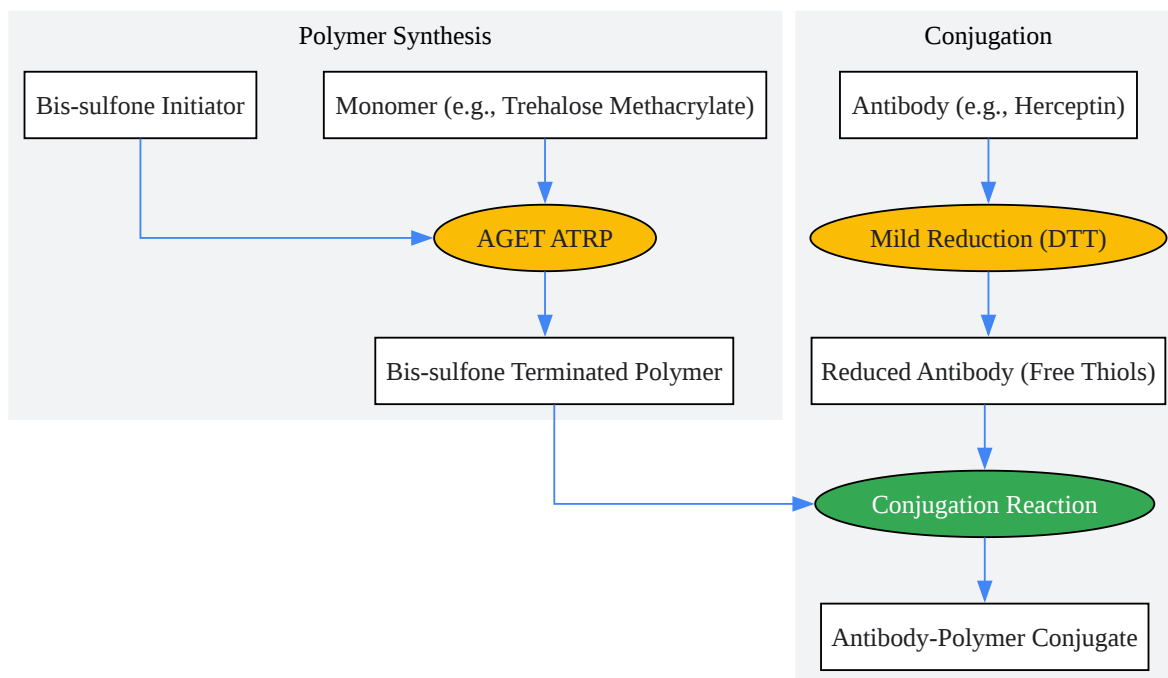 Polymer Synthesis
Bis-sulfone Initiator
Monomer (e.g., Trehalose Methacrylate)
AGET ATRP
Bis-sulfone Terminated Polymer
Conjugation
Antibody (e.g., Herceptin)
Mild Reduction (DTT)
Reduced Antibody (Free Thiols)
Conjugation Reaction
Antibody-Polymer Conjugate